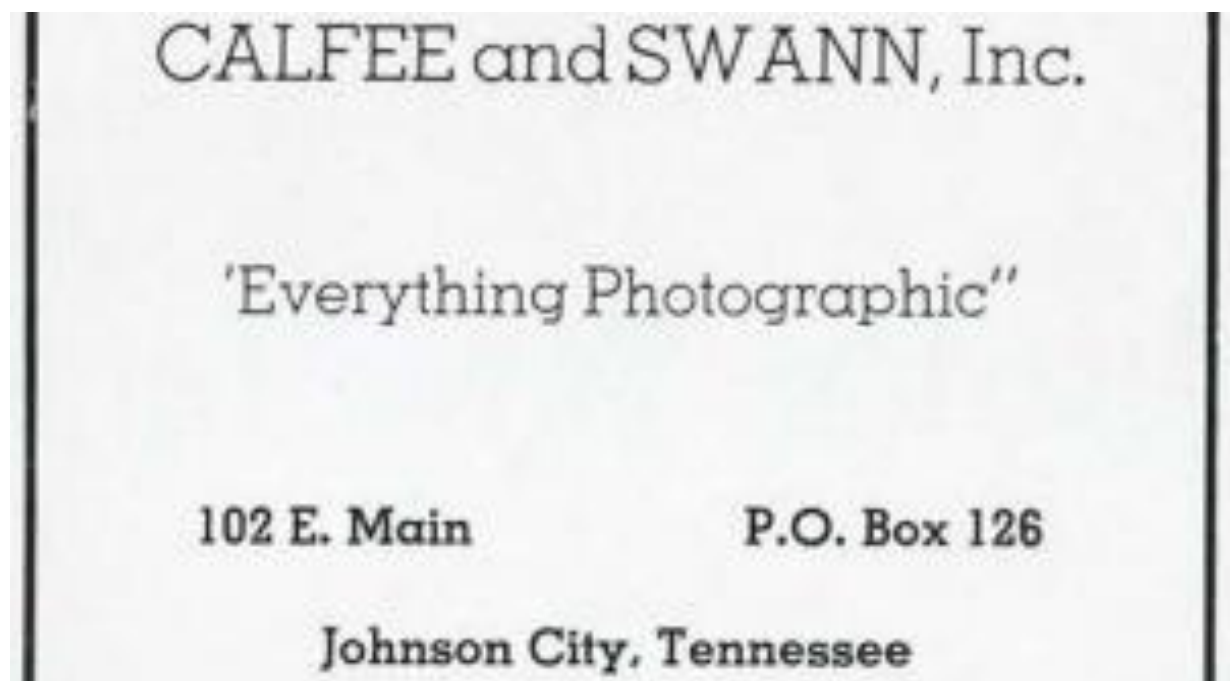 CALFEE and SWANN, Inc.
'Everything Photographic"
102 E. Main P.O. Box 126
Johnson City, Tennessee